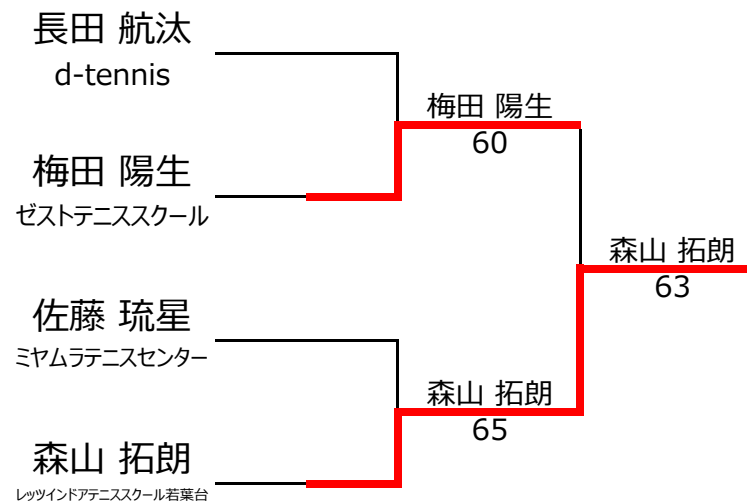 長田 航汰
d-tennis
梅田 陽生
60
梅田 陽生
ゼストテニススクール
森山 拓朗
63
佐藤 琉星
ミヤムラテニスセンター
森山 拓朗
65
森山 拓朗
レッツインドアテニススクール若葉台